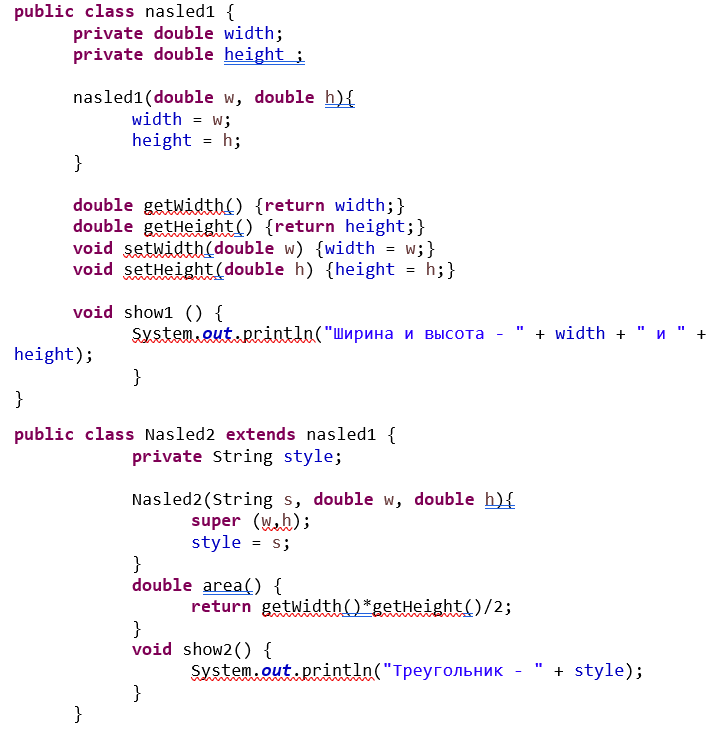 public class nasled1 {
private double width;
private double height ;
nasled1(double w, double h){
width = w;
height = h;
}
double getWidth() {return width;}
double getHeight() {return height;}
void setWidth(double w) {width = w;}
void setHeight(double h) {height = h;}
void show1 () {
System.out.println("Ширина и высота - " + width + " и " +
height);
}
}
public class Nasled2 extends nasled1 {
private String style;
Nasled2(String s, double w, double h){
super (w,h);
style = s;
}
double area() {
return getWidth()*getHeight()/2;
}
void show2() {
System.out.println("Треугольник - " + style);
}
}